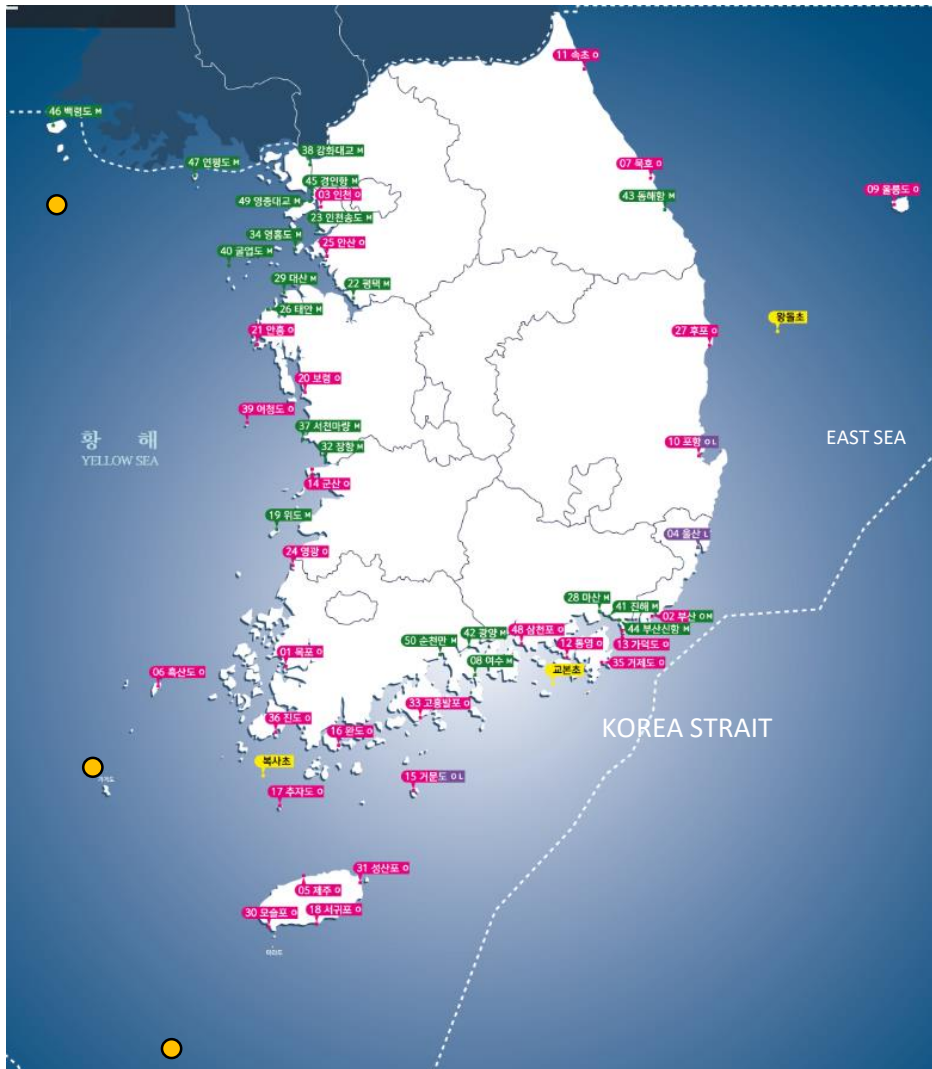 11 속초 O
46 백령도 M
38 강화대교 M
47 연평도 M
07 묵호 O
45 경인항 M
03 인천 O
09 울릉도 O
49 영종대교 M
43 동해항 M
23 인천송도 M
34 영흥도 M
25 안산 O
40 굴업도 M
29 대산 M
22 평택 M
26 태안 M
왕돌초
21 안흥 O
27 후포 O
20 보령 O
39 어청도 O
37 서천마량 M
황 해
YELLOW SEA
EAST SEA
10 포항 O L
32 장항 M
14 군산 O
19 위도 M
04 울산 L
24 영광 O
28 마산 M
41 진해 M
02 부산 O M
48 삼천포 O
42 광양 M
44 부산신항 M
50 순천만 M
12 통영 O
13 가덕도 O
01 목포 O
08 여수 M
35 거제도 O
06 흑산도 O
교본초
33 고흥발포 O
36 진도 O
16 완도 O
KOREA STRAIT
복사초
15 거문도 O L
17 추자도 O
31 성산포 O
05 제주 O
30 모슬포 O
18 서귀포 O